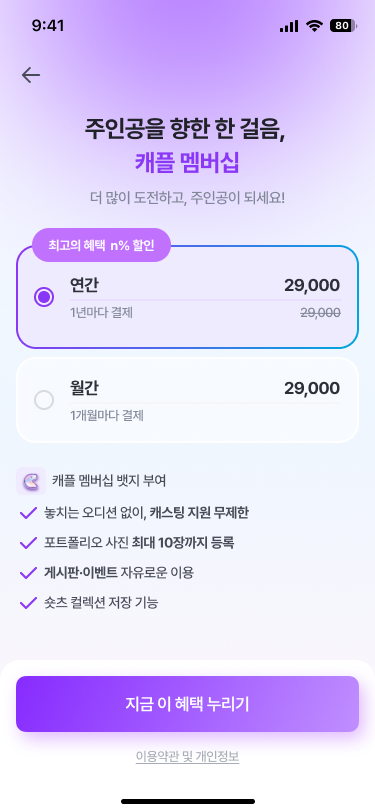 9:41
80
주인공을 향한 한 걸음,
캐플 멤버십
더 많이 도전하고, 주인공이 되세요!
최고의 혜택 n% 할인
연간 29,000
1년마다 결제 29,000
월간 29,000
1개월마다 결제
캐플 멤버십 뱃지 부여
놓치는 오디션 없이, 캐스팅 지원 무제한
포트폴리오 사진 최대 10장까지 등록
게시판·이벤트 자유로운 이용
숏츠 컬렉션 저장 기능
지금 이 혜택 누리기
이용약관 및 개인정보